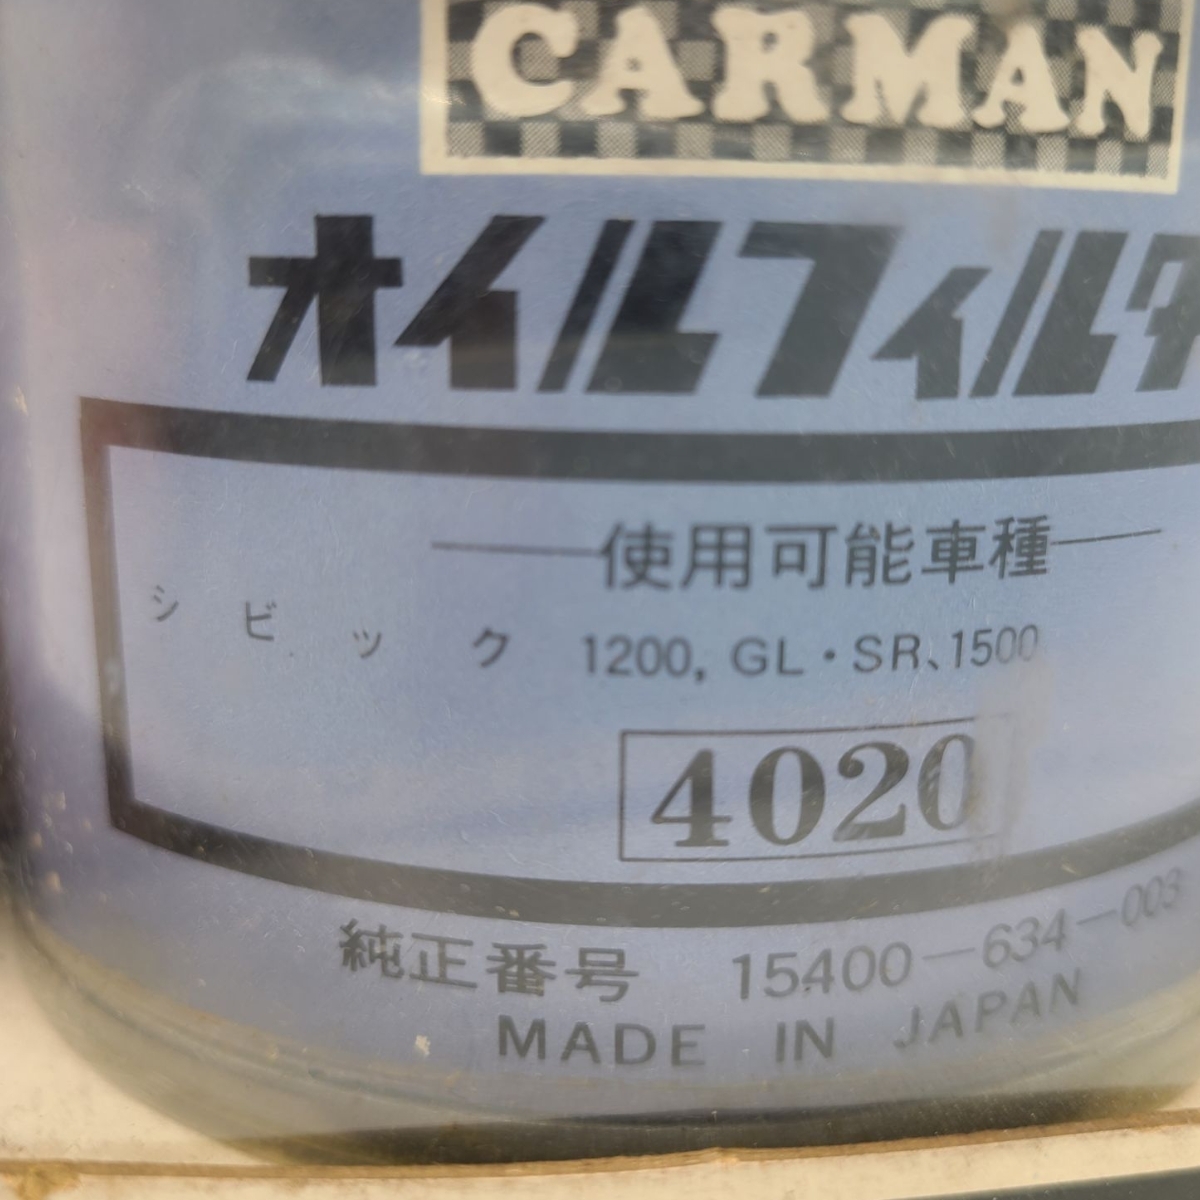 CARMAN
オイルフィルタ
使用可能車種
シビック 1200, GL・SR、1500
4020
純正番号 15400-634-003
MADE IN JAPAN